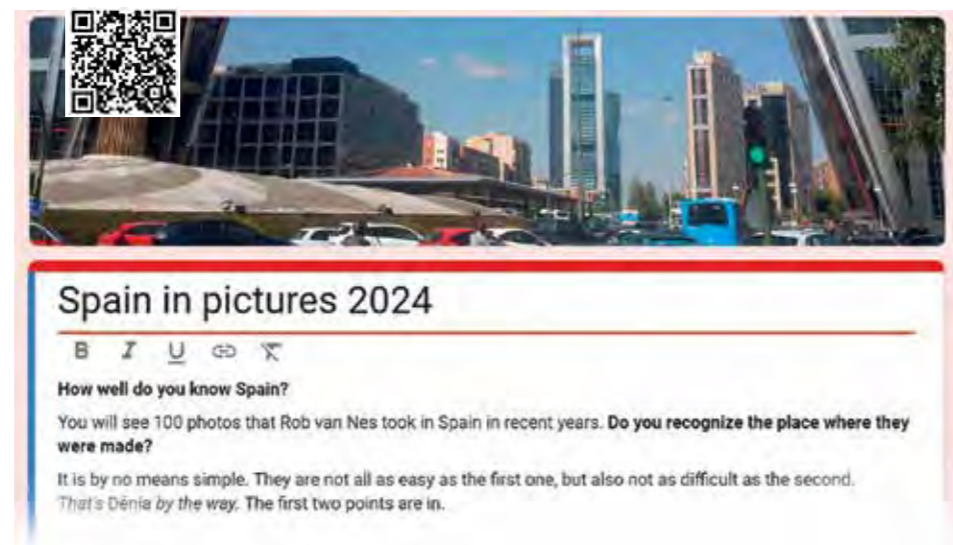 Spain in pictures 2024
B I U
How well do you know Spain?
You will see 100 photos that Rob van Nes took in Spain in recent years. Do you recognize the place where they
were made?
It is by no means simple. They are not all as easy as the first one, but also not as difficult as the second.
That's Dénia by the way. The first two points are in.